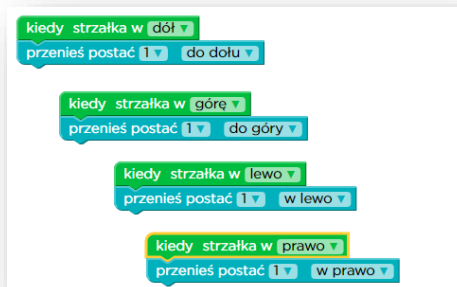 kiedy strzałka w dół
przenieś postać 1 do dołu
kiedy strzałka w górę
przenieś postać 1 do góry
kiedy strzałka w lewo
przenieś postać 1 w lewo
kiedy strzałka w prawo
przenieś postać 1 w prawo